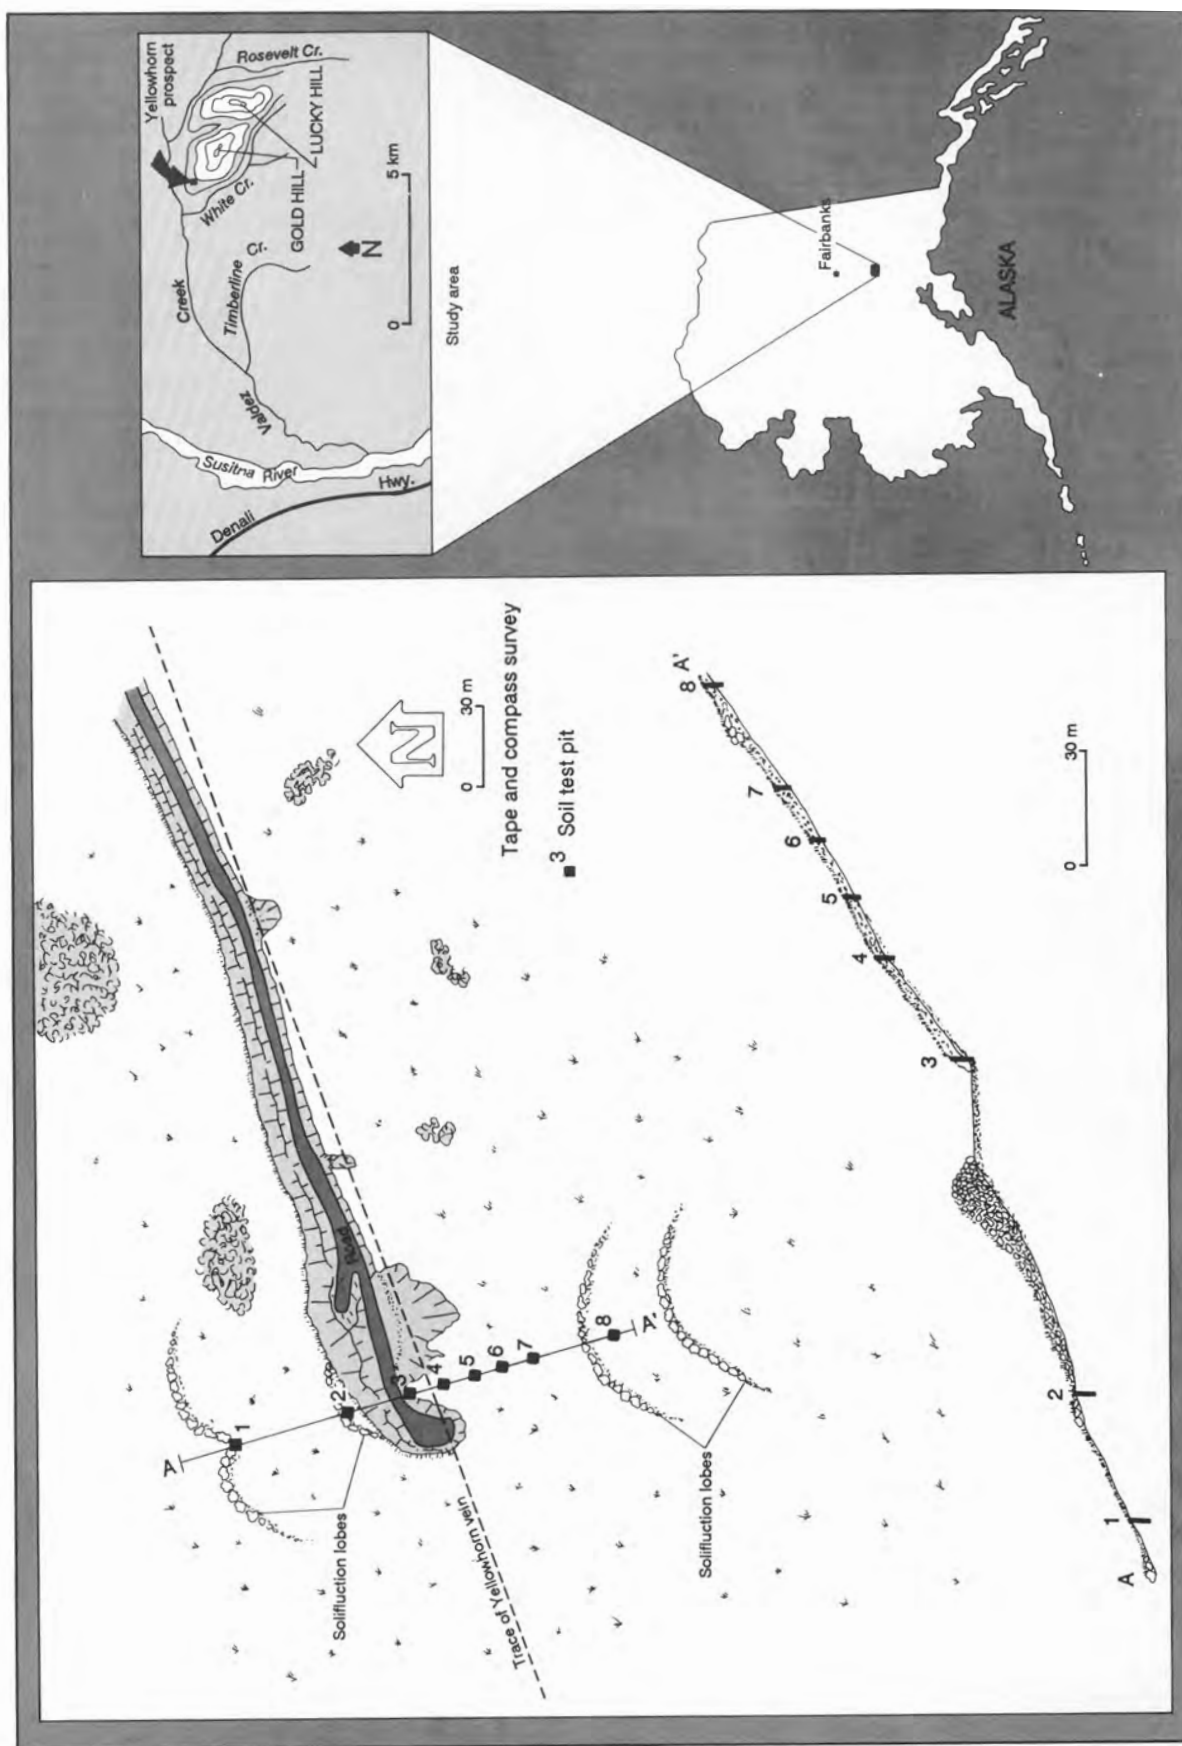 Yellowhorn
prospect
Rosevelt Cr.
LUCKY HILL
GOLD HILL
White Cr.
Timberline
Cr.
Creek
Valdez
Susitna River
Denali
Hwy.
N
0
5 km
Study area
Fairbanks
ALASKA
Road
A
1
2
3
4
5
6
7
8
A'
Solifluction lobes
Trace of Yellowhorn vein
Solifluction lobes
N
0
30 m
Tape and compass survey
3 Soil test pit
A
1
2
3
4
5
6
7
8
A'
0
30 m